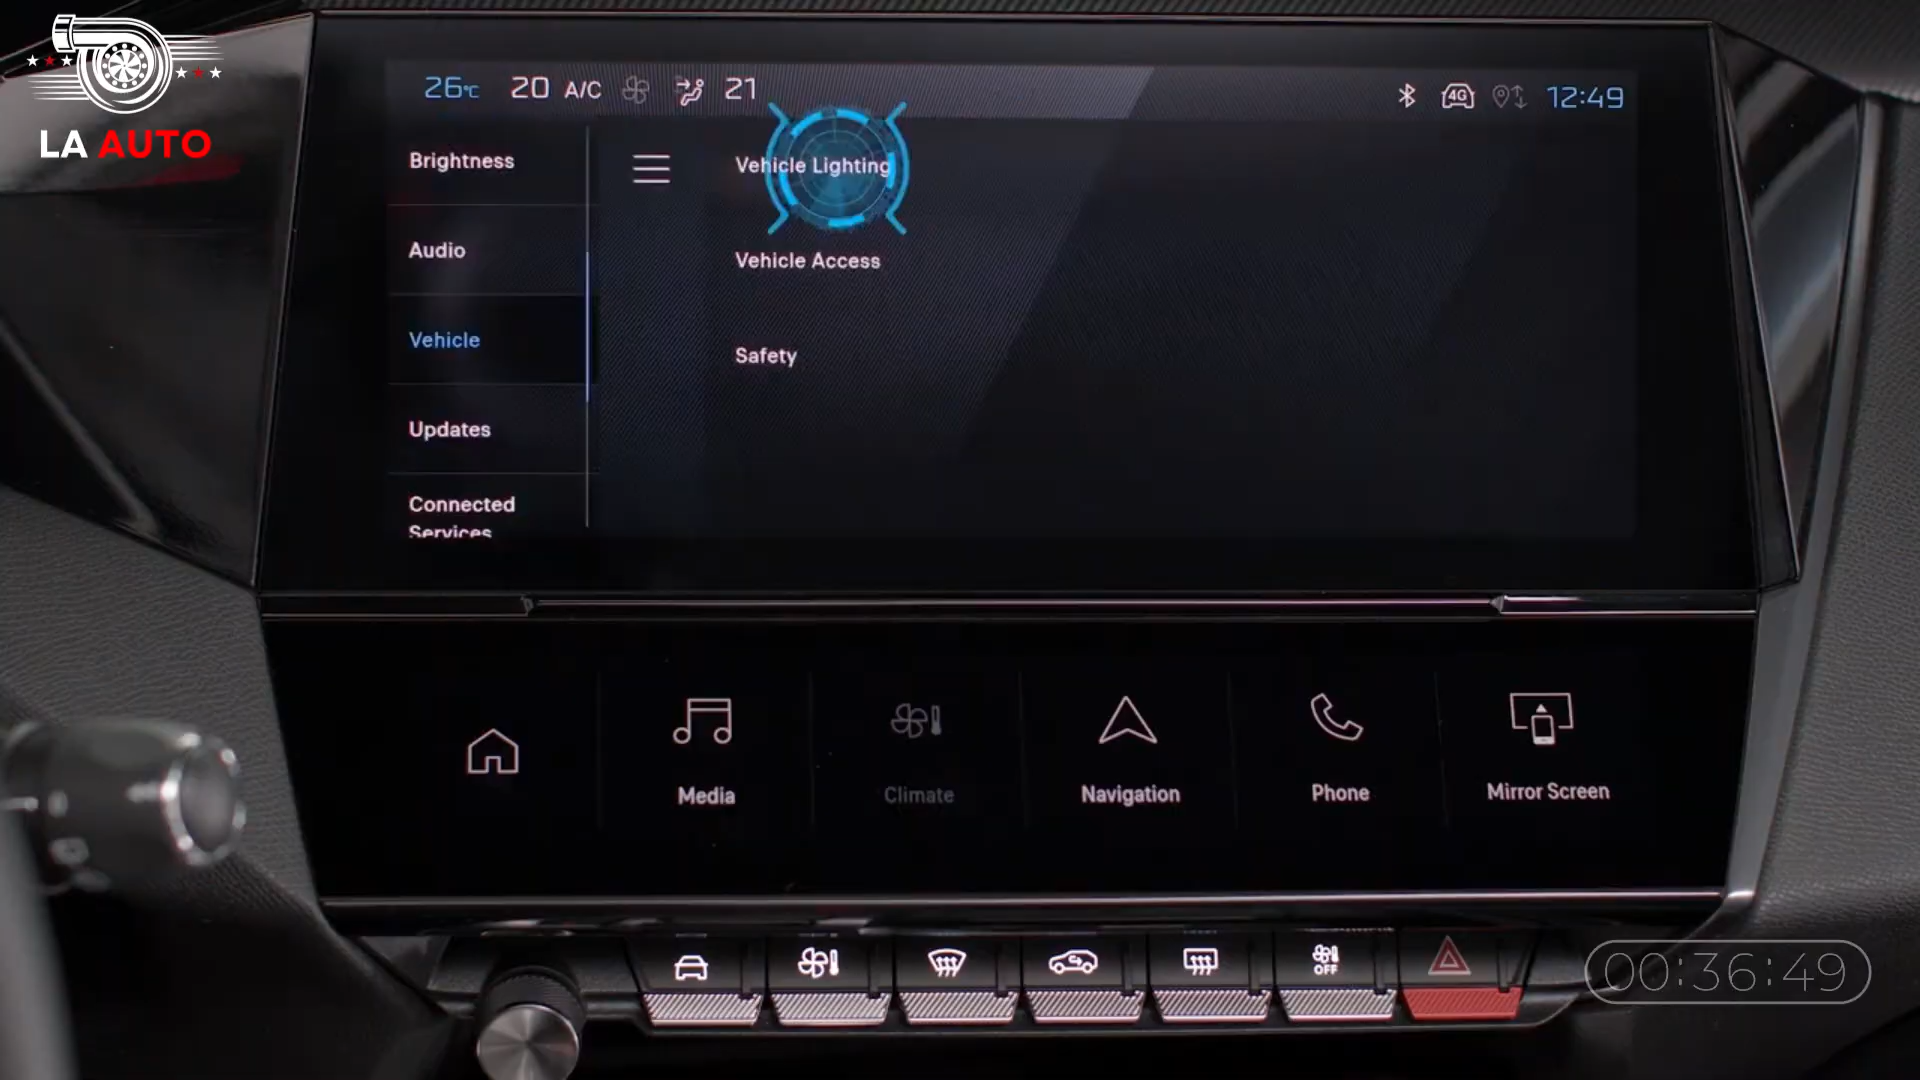 LA AUTO
26°C 20 A/C 21 4G 12:49
Brightness
Audio
Vehicle
Updates
Connected
Services
Vehicle Lighting
Vehicle Access
Safety
Media
Climate
Navigation
Phone
Mirror Screen
OFF
00:36:49